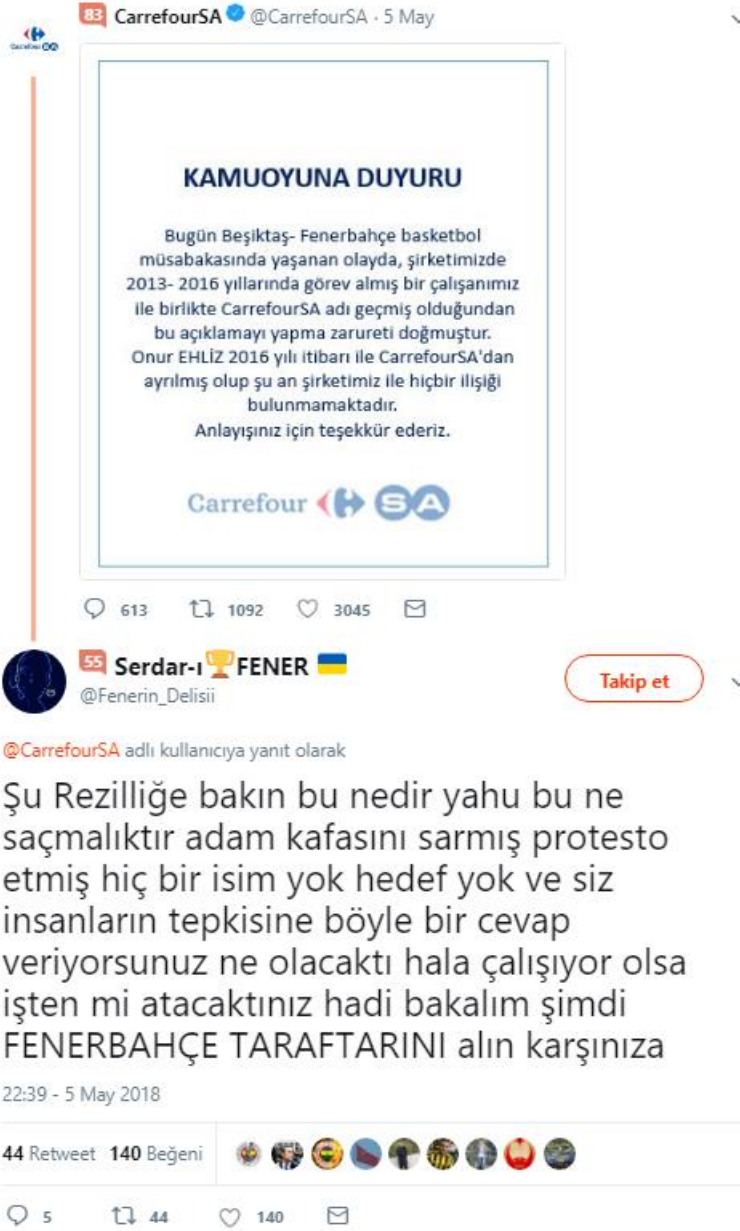 83 CarrefourSA @CarrefourSA · 5 May
Carrefour SA
KAMUOYUNA DUYURU
Bugün Beşiktaş- Fenerbahçe basketbol
müsabakasında yaşanan olayda, şirketimizde
2013- 2016 yıllarında görev almış bir çalışanımız
ile birlikte CarrefourSA adı geçmiş olduğundan
bu açıklamayı yapma zarureti doğmuştur.
Onur EHLİZ 2016 yılı itibarı ile CarrefourSA'dan
ayrılmış olup şu an şirketimiz ile hiçbir ilişiği
bulunmamaktadır.
Anlayışınız için teşekkür ederiz.
Carrefour SA
613 1092 3045
55 Serdar-ı 🏆FENER 🇺🇦
@Fenerin_Delisii
Takip et
@CarrefourSA adlı kullanıcıya yanıt olarak
Şu Rezilliğe bakın bu nedir yahu bu ne
saçmalıktır adam kafasını sarmış protesto
etmiş hiç bir isim yok hedef yok ve siz
insanların tepkisine böyle bir cevap
veriyorsunuz ne olacaktı hala çalışıyor olsa
işten mi atacaktınız hadi bakalım şimdi
FENERBAHÇE TARAFTARINI alın karşınıza
22:39 - 5 May 2018
44 Retweet 140 Beğeni
5 44 140